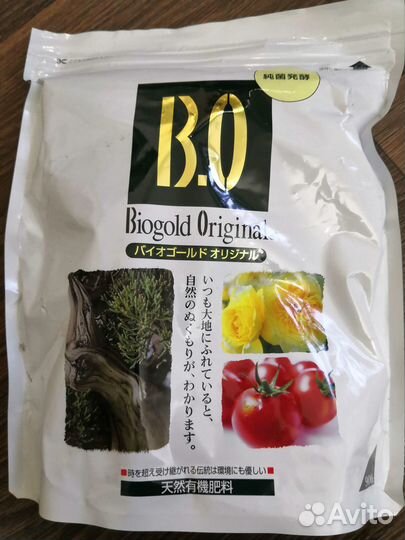 純菌発酵
B.O
Biogold Original
バイオゴールド オリジナル
いつも大地にふれていると、
自然のぬくもりが、わかります。
■時を超え受け継がれる伝統は環境にも優しい■
天然有機肥料
90
Avito